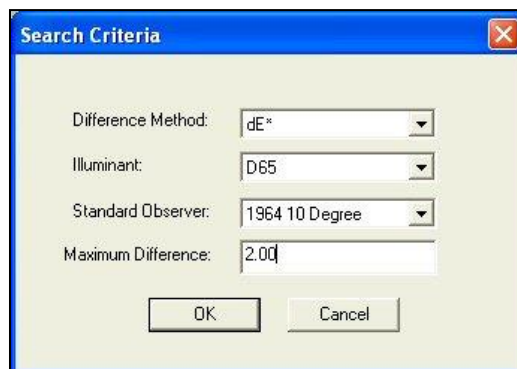 Search Criteria
Difference Method: dE*
Illuminant: D65
Standard Observer: 1964 10 Degree
Maximum Difference: 2.00
OK Cancel